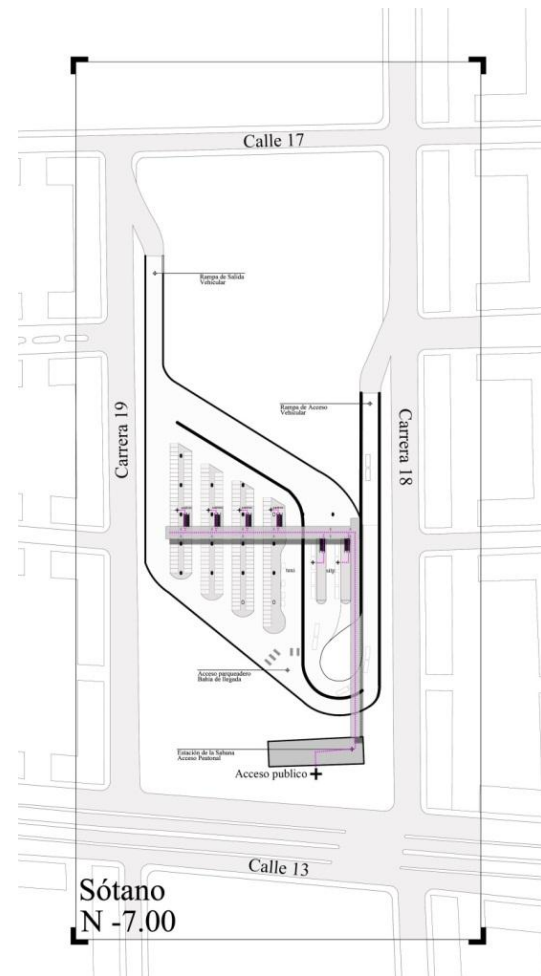 Calle 17
Rampa de Salida
Vehicular
Rampa de Acceso
Vehicular
Carrera 19
Carrera 18
Acceso parqueadero
Bahía de llegada
Estación de la Sabana
Acceso Peatonal
Acceso publico
Calle 13
Sótano
N -7.00